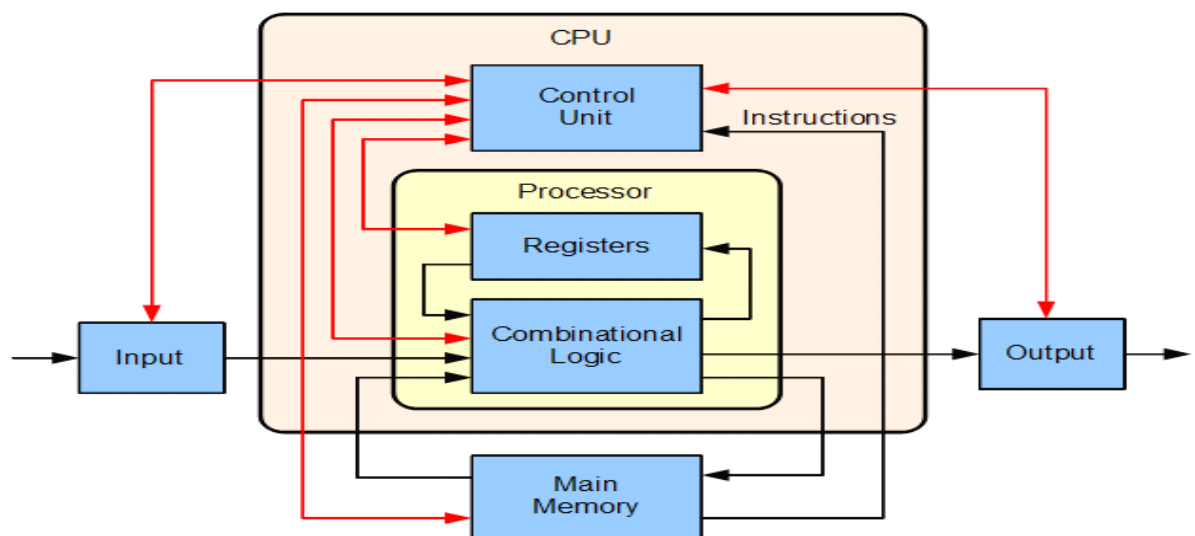 CPU
Control
Unit
Instructions
Processor
Registers
Combinational
Logic
Input
Output
Main
Memory